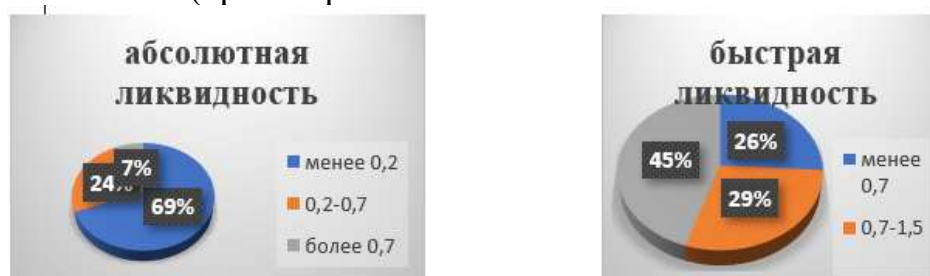 абсолютная
ликвидность
7%
24%
69%
менее 0,2
0,2-0,7
более 0,7
быстрая
ликвидность
26%
45%
29%
менее
0,7
0,7-1,5